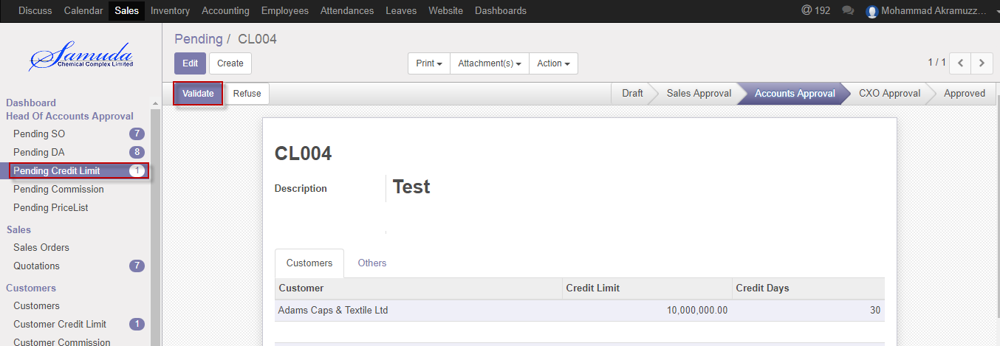 Discuss Calendar Sales Inventory Accounting Employees Attendances Leaves Website Dashboards @ 192 Mohammad Akramuzz...
Samuda
Chemical Complex Limited
Pending / CL004
Edit Create Print Attachment(s) Action 1 / 1
Validate Refuse Draft Sales Approval Accounts Approval CXO Approval Approved
Dashboard
Head Of Accounts Approval
Pending SO 7
Pending DA 8
Pending Credit Limit 1
Pending Commission
Pending PriceList
Sales
Sales Orders
Quotations 7
Customers
Customers
Customer Credit Limit 1
Customer Commission
CL004
Description Test
Customers Others
Customer Credit Limit Credit Days
Adams Caps & Textile Ltd 10,000,000.00 30